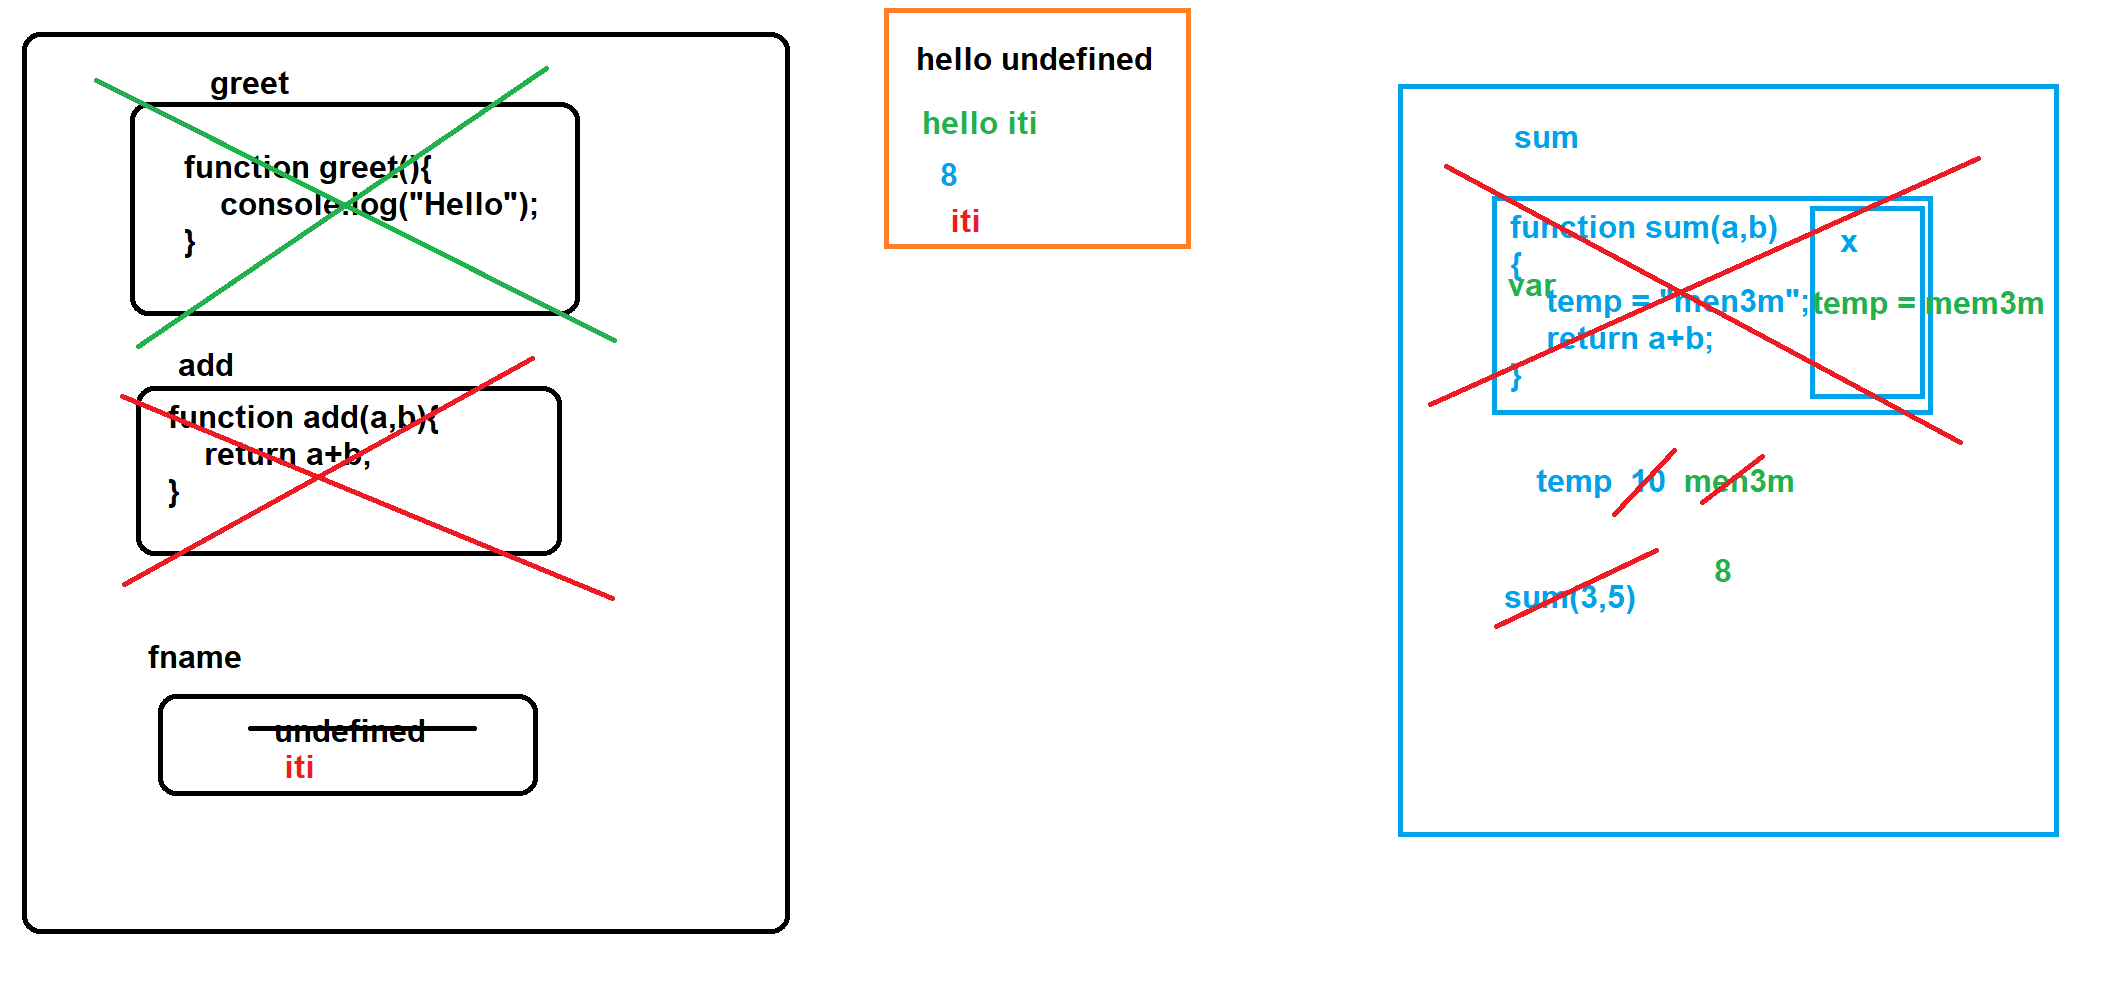 greet
function greet(){
console.log("Hello");
}
add
function add(a,b){
return a+b;
}
fname
undefined
iti
hello undefined
hello iti
8
iti
sum
function sum(a,b)
{
var
temp = "men3m";
return a+b;
}
x
temp = mem3m
temp 10 men3m
8
sum(3,5)